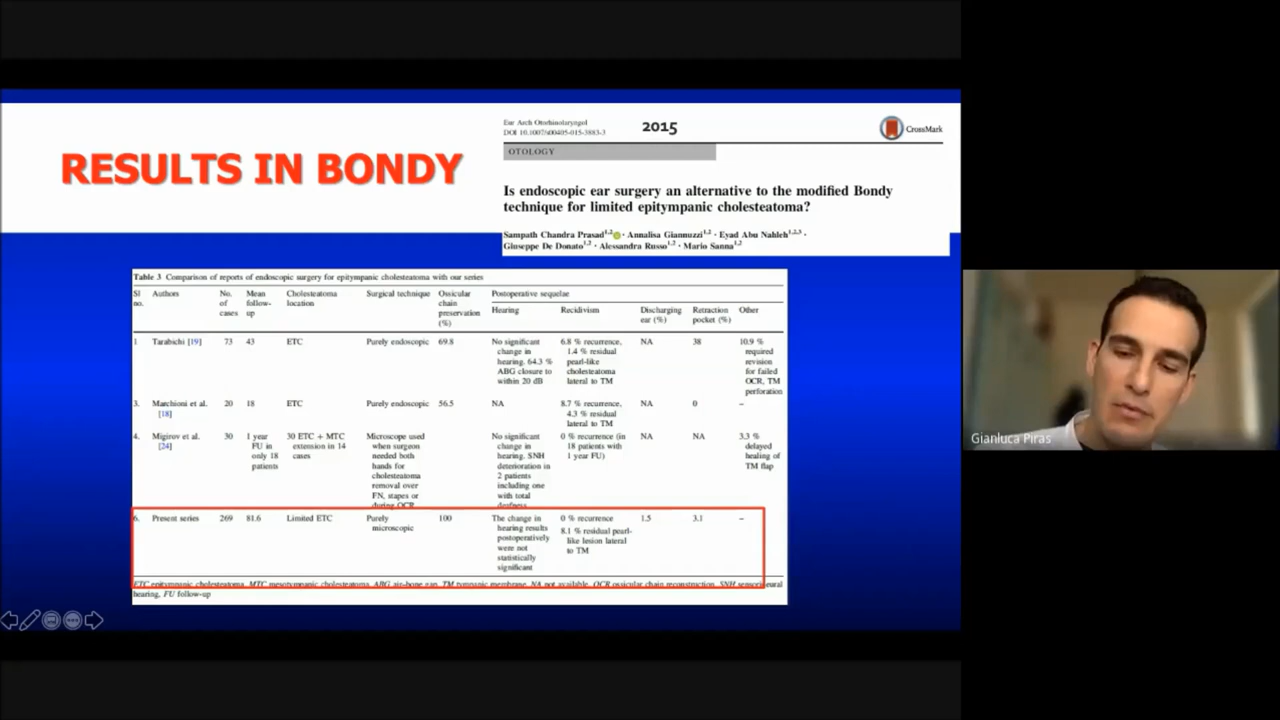 RESULTS IN BONDY
Eur Arch Otorhinolaryngol
DOI 10.1007/s00405-015-3883-3
2015
CrossMark
OTOLOGY
Is endoscopic ear surgery an alternative to the modified Bondy
technique for limited epitympanic cholesteatoma?
Sampath Chandra Prasad1,2 · Annalisa Giannuzzi1,2 · Eyad Abu Nahleh1,2,3 ·
Giuseppe De Donato1,2 · Alessandra Russo1,2 · Mario Sanna1,2
Table 3 Comparison of reports of endoscopic surgery for epitympanic cholesteatoma with our series
Sl no. Authors No. of cases Mean follow-up Cholesteatoma location Surgical technique Ossicular chain preservation (%) Postoperative sequelae
Hearing Recidivism Discharging ear (%) Retraction pocket (%) Other
1 Tarabichi [19] 73 43 ETC Purely endoscopic 69.8 No significant change in hearing. 64.3 % ABG closure to within 20 dB 6.8 % recurrence, 1.4 % residual pearl-like cholesteatoma lateral to TM NA 38 10.9 % required revision for failed OCR, TM perforation
3. Marchioni et al. [18] 20 18 ETC Purely endoscopic 56.5 NA 8.7 % recurrence, 4.3 % residual lateral to TM NA 0 –
4. Migirov et al. [24] 30 1 year FU in only 18 patients 30 ETC + MTC extension in 14 cases Microscope used when surgeon needed both hands for cholesteatoma removal over FN, stapes or during OCR No significant change in hearing. SNH deterioration in 2 patients including one with total deafness 0 % recurrence (in 18 patients with 1 year FU) NA NA 3.3 % delayed healing of TM flap
6. Present series 269 81.6 Limited ETC Purely microscopic 100 The change in hearing results postoperatively were not statistically significant 0 % recurrence 8.1 % residual pearl-like lesion lateral to TM 1.5 3.1 –
ETC epitympanic cholesteatoma, MTC mesotympanic cholesteatoma, ABG air-bone gap, TM tympanic membrane, NA not available, OCR ossicular chain reconstruction, SNH sensorineural
hearing, FU follow-up
Gianluca Piras